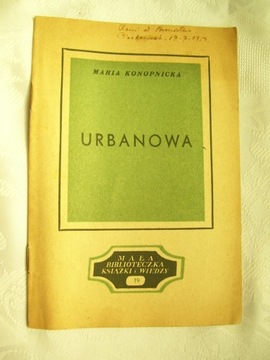 MARIA KONOPNICKA
URBANOWA
MAŁA
BIBLIOTECZKA
KSIĄŻKI i WIEDZY
19